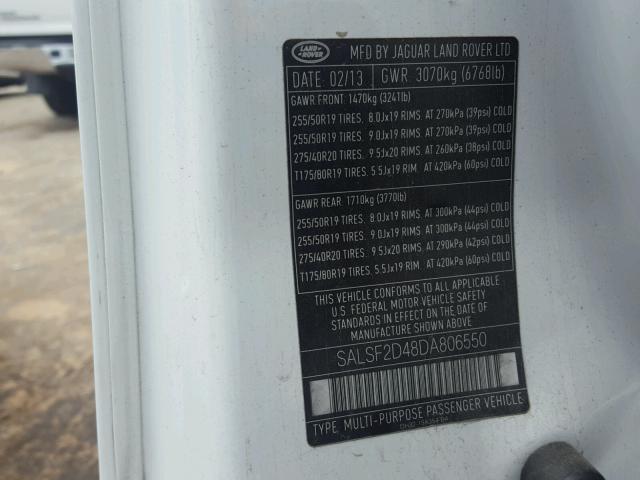 LAND ROVER
MFD BY JAGUAR LAND ROVER LTD
DATE 02/13 GWR 3070kg (6768lb)
GAWR FRONT 1470kg (3241lb)
255/50R19 TIRES. 8.0Jx19 RIMS. AT 270kPa (39psi) COLD
255/50R19 TIRES. 9.0Jx19 RIMS. AT 270kPa (39psi) COLD
275/40R20 TIRES. 9.5Jx20 RIMS. AT 260kPa (38psi) COLD
T175/80R19 TIRES. 5.5Jx19 RIM. AT 420kPa (60psi) COLD
GAWR REAR 1710kg (3770lb)
255/50R19 TIRES. 8.0Jx19 RIMS. AT 300kPa (44psi) COLD
255/50R19 TIRES. 9.0Jx19 RIMS. AT 300kPa (44psi) COLD
275/40R20 TIRES. 9.5Jx20 RIMS. AT 290kPa (42psi) COLD
T175/80R19 TIRES. 5.5Jx19 RIM. AT 420kPa (60psi) COLD
THIS VEHICLE CONFORMS TO ALL APPLICABLE
U.S FEDERAL MOTOR VEHICLE SAFETY
STANDARDS IN EFFECT ON THE DATE OF
MANUFACTURE SHOWN ABOVE.
SALSF2D48DA806550
TYPE. MULTI-PURPOSE PASSENGER VEHICLE